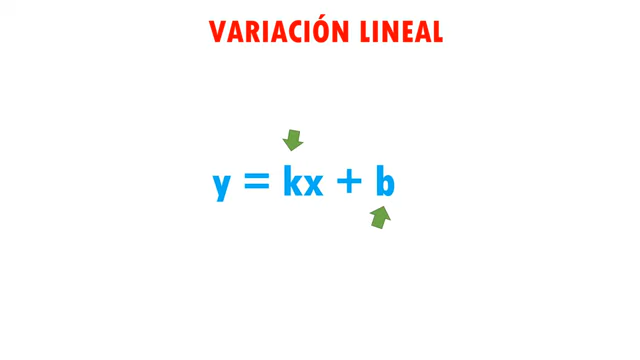 VARIACIÓN LINEAL
y = kx + b